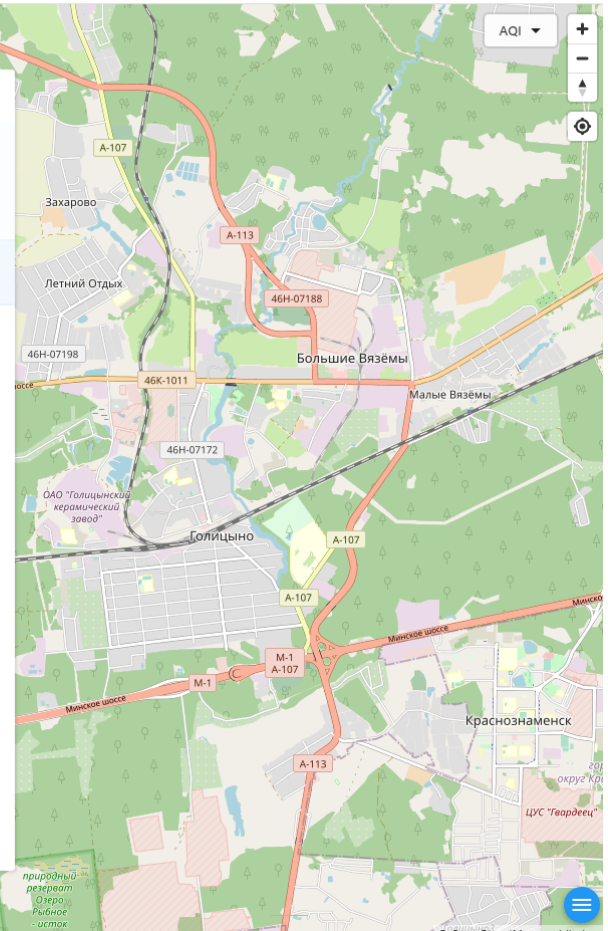 AQI
А-107
Захарово
А-113
Летний Отдых
46Н-07188
46Н-07198
Большие Вязёмы
46К-1011
Малые Вязёмы
46Н-07172
ОАО "Голицынский
керамический
завод"
Голицыно
А-107
А-107
Минское
Минское шоссе
М-1
А-107
М-1
Минское шоссе
Краснознаменск
А-113
округ
ЦУС "Гвардеец"
природный
резерват
Озеро
Рыбное
- исток